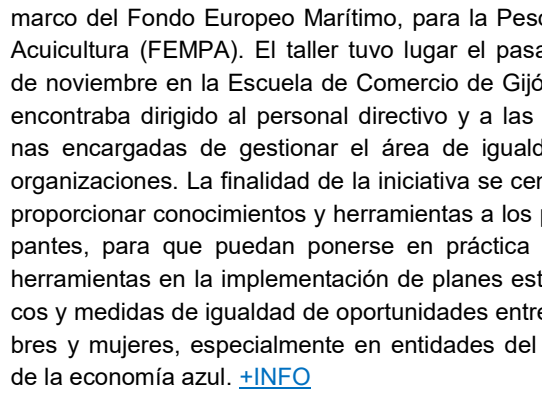 marco del Fondo Europeo Marítimo, para la Pesc
Acuicultura (FEMPA). El taller tuvo lugar el pasa
de noviembre en la Escuela de Comercio de Gijó
encontraba dirigido al personal directivo y a las
nas encargadas de gestionar el área de iguald
organizaciones. La finalidad de la iniciativa se cen
proporcionar conocimientos y herramientas a los p
pantes, para que puedan ponerse en práctica
herramientas en la implementación de planes est
cos y medidas de igualdad de oportunidades entre
bres y mujeres, especialmente en entidades del
de la economía azul. +INFO